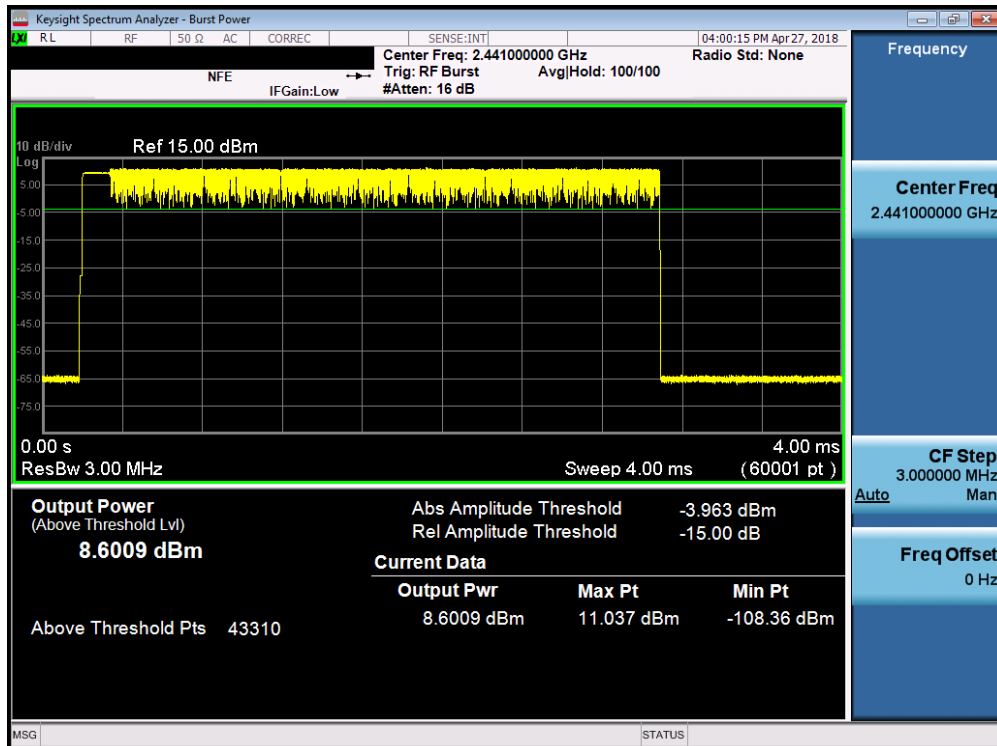 Keysight Spectrum Analyzer - Burst Power
LXI RL RF 50 Ω AC CORREC SENSE:INT 04:00:15 PM Apr 27, 2018
Center Freq: 2.441000000 GHz Radio Std: None
NFE Trig: RF Burst Avg|Hold: 100/100
IFGain:Low #Atten: 16 dB
Frequency
10 dB/div Ref 15.00 dBm
Log
5.00
-5.00
-15.0
-25.0
-35.0
-45.0
-55.0
-65.0
-75.0
0.00 s 4.00 ms
ResBw 3.00 MHz Sweep 4.00 ms (60001 pt)
Output Power
(Above Threshold Lvl)
8.6009 dBm
Above Threshold Pts 43310
Abs Amplitude Threshold -3.963 dBm
Rel Amplitude Threshold -15.00 dB
Current Data
Output Pwr Max Pt Min Pt
8.6009 dBm 11.037 dBm -108.36 dBm
Center Freq
2.441000000 GHz
CF Step
3.000000 MHz
Auto Man
Freq Offset
0 Hz
MSG STATUS